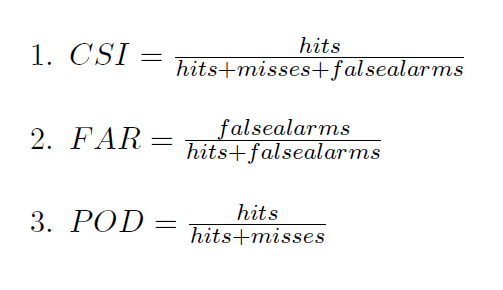 1. CSI = hits / hits+misses+falsealarms
2. FAR = falsealarms / hits+falsealarms
3. POD = hits / hits+misses